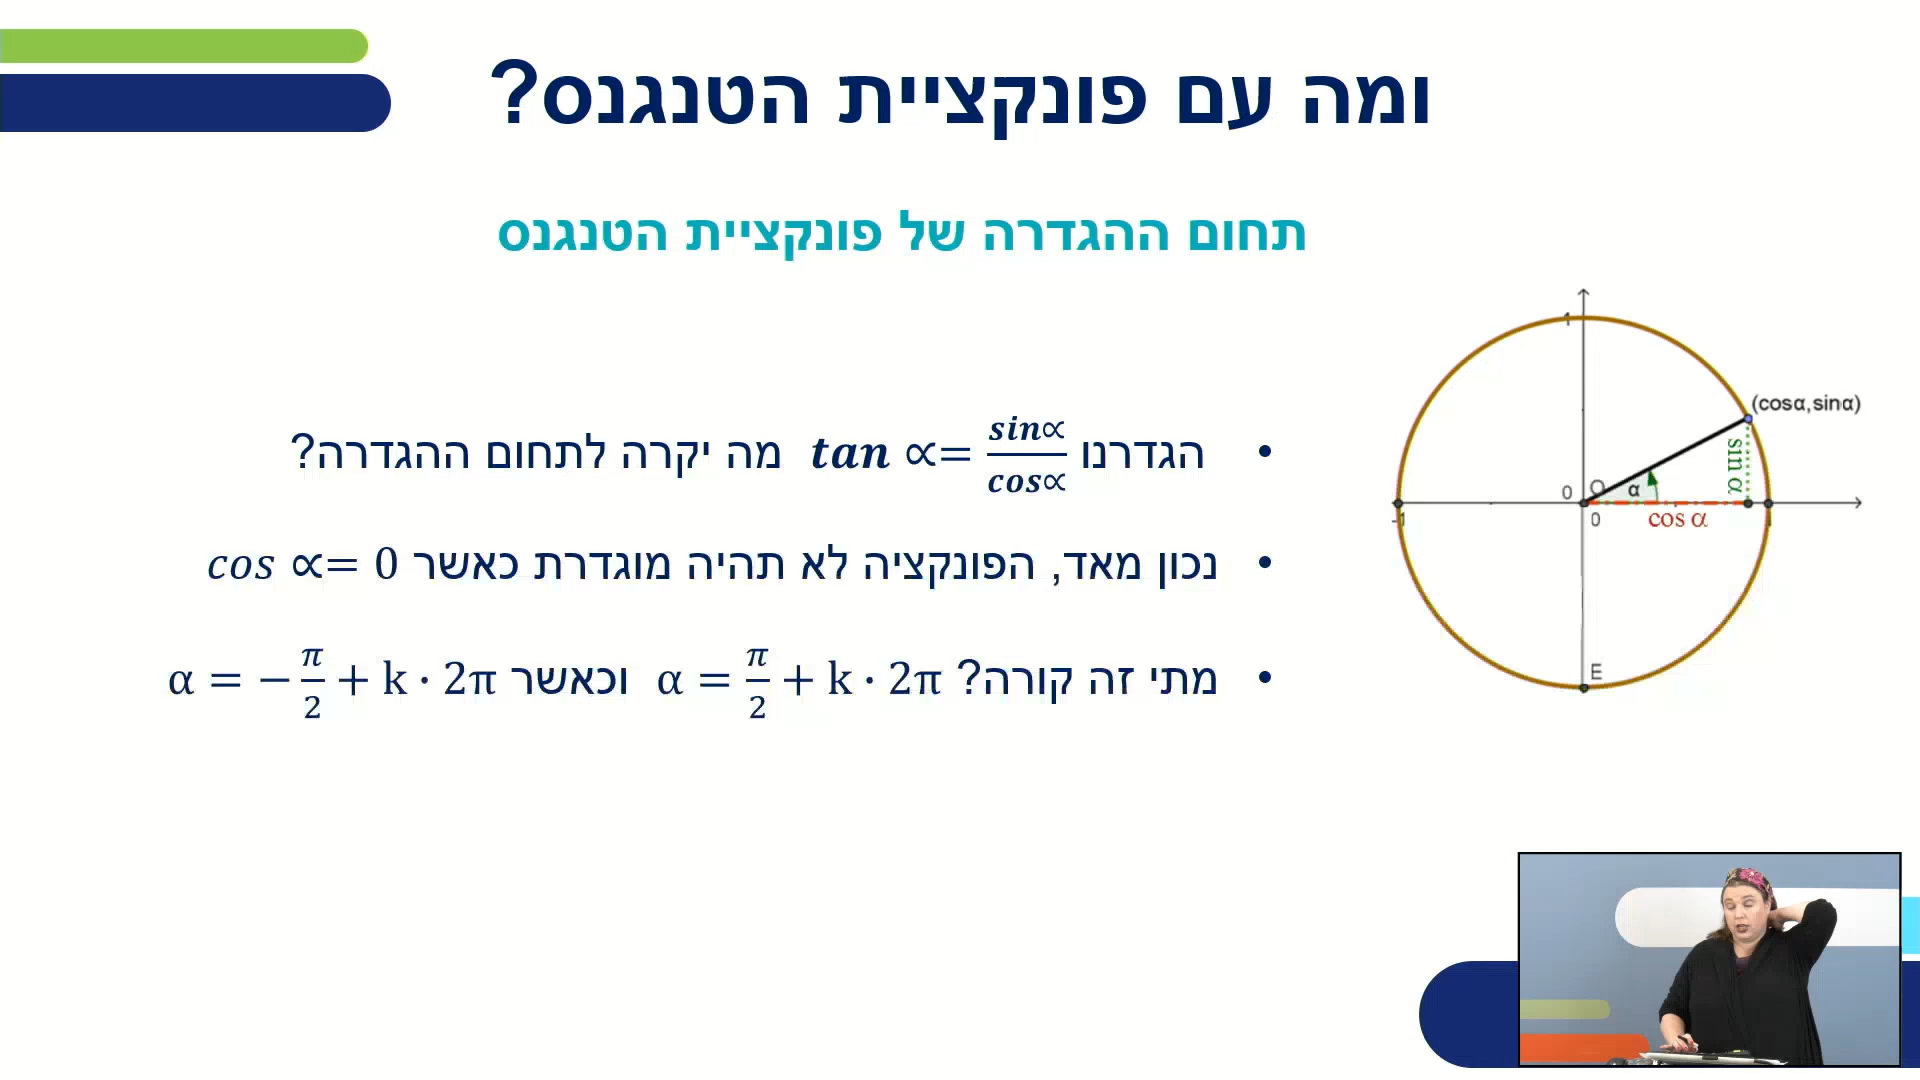 ומה עם פונקציית הטנגנס?
תחום ההגדרה של פונקציית הטנגנס
• הגדרנו tan ∝= sin∝/cos∝ מה יקרה לתחום ההגדרה?
• נכון מאד, הפונקציה לא תהיה מוגדרת כאשר cos ∝= 0
• מתי זה קורה? α = π/2 + k · 2π וכאשר α = −π/2 + k · 2π
1
(cosα,sinα)
sin α
0 O α
-1 0 cos α 1
E